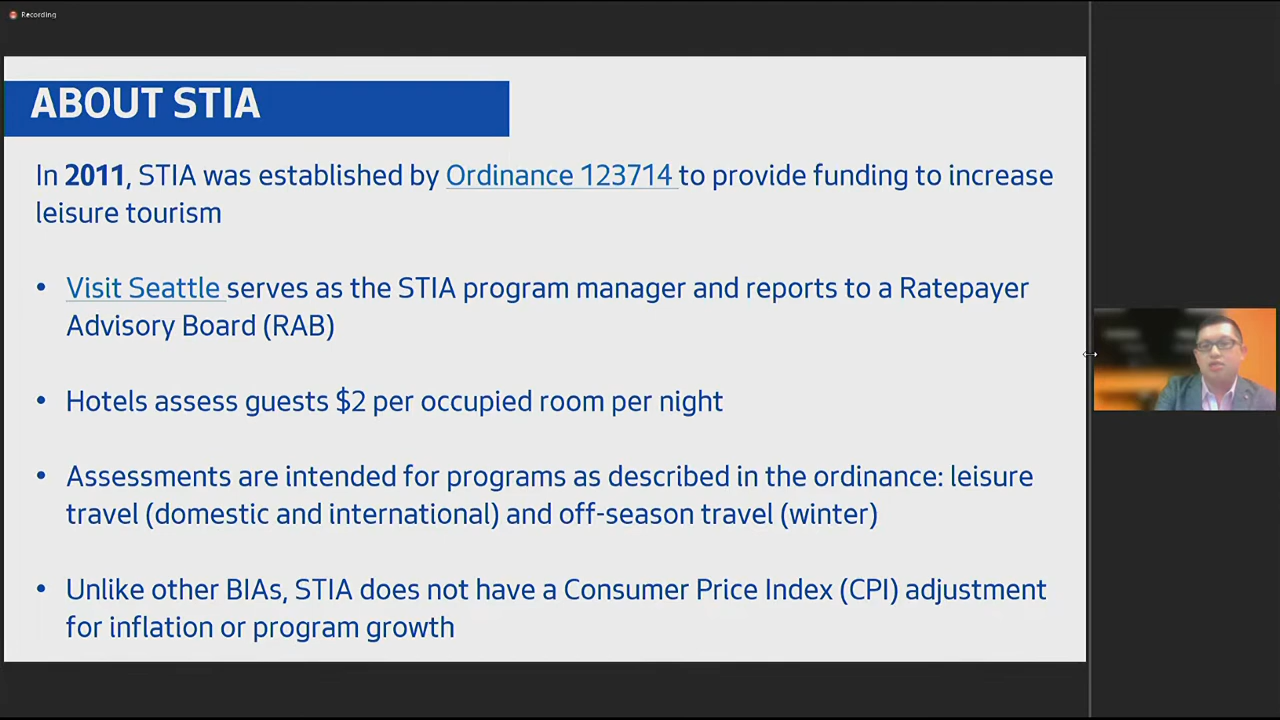 Recording
ABOUT STIA
In 2011, STIA was established by Ordinance 123714 to provide funding to increase
leisure tourism
• Visit Seattle serves as the STIA program manager and reports to a Ratepayer
Advisory Board (RAB)
• Hotels assess guests $2 per occupied room per night
• Assessments are intended for programs as described in the ordinance: leisure
travel (domestic and international) and off-season travel (winter)
• Unlike other BIAs, STIA does not have a Consumer Price Index (CPI) adjustment
for inflation or program growth